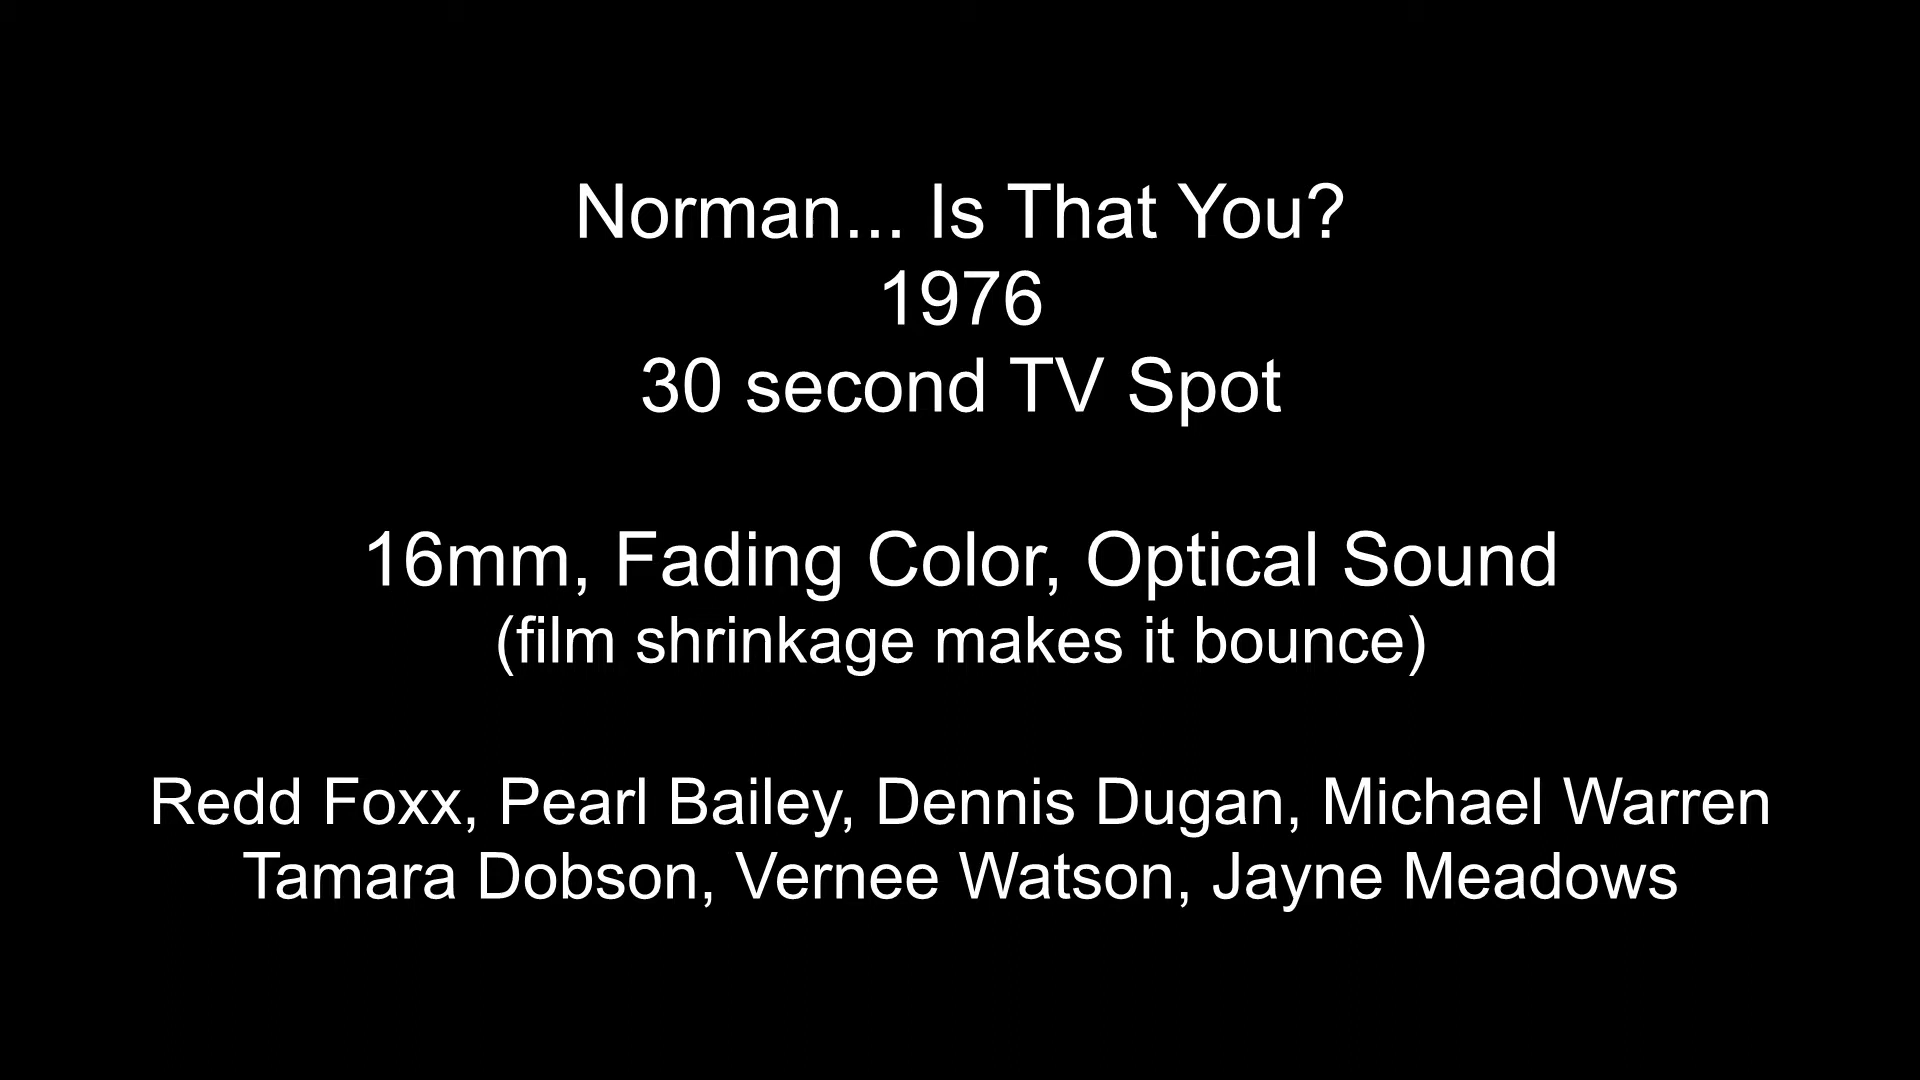 Norman... Is That You?
1976
30 second TV Spot
16mm, Fading Color, Optical Sound
(film shrinkage makes it bounce)
Redd Foxx, Pearl Bailey, Dennis Dugan, Michael Warren
Tamara Dobson, Vernee Watson, Jayne Meadows